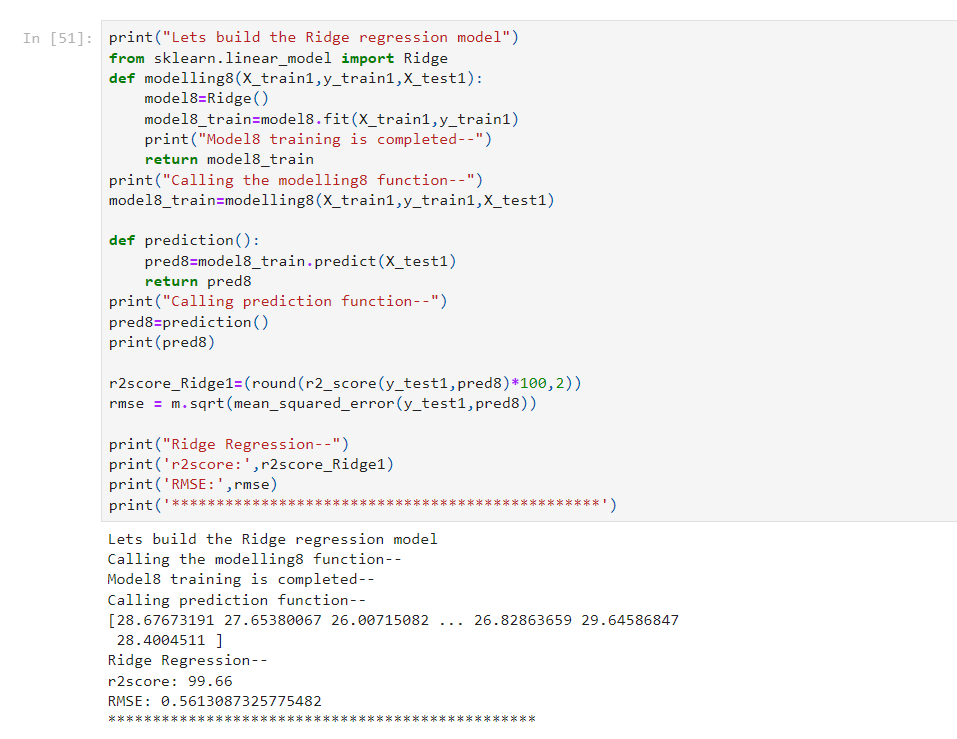 In [51]:
print("Lets build the Ridge regression model")
from sklearn.linear_model import Ridge
def modelling8(X_train1,y_train1,X_test1):
    model8=Ridge()
    model8_train=model8.fit(X_train1,y_train1)
    print("Model8 training is completed--")
    return model8_train
print("Calling the modelling8 function--")
model8_train=modelling8(X_train1,y_train1,X_test1)

def prediction():
    pred8=model8_train.predict(X_test1)
    return pred8
print("Calling prediction function--")
pred8=prediction()
print(pred8)

r2score_Ridge1=(round(r2_score(y_test1,pred8)*100,2))
rmse = m.sqrt(mean_squared_error(y_test1,pred8))

print("Ridge Regression--")
print('r2score:',r2score_Ridge1)
print('RMSE:',rmse)
print('************************************************')
Lets build the Ridge regression model
Calling the modelling8 function--
Model8 training is completed--
Calling prediction function--
[28.67673191 27.65380067 26.00715082 ... 26.82863659 29.64586847
 28.4004511 ]
Ridge Regression--
r2score: 99.66
RMSE: 0.5613087325775482
************************************************